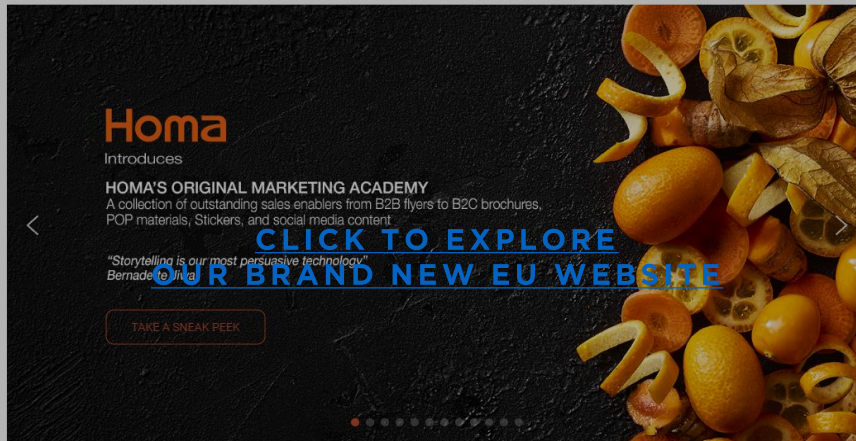 Homa
Introduces
HOMA'S ORIGINAL MARKETING ACADEMY
A collection of outstanding sales enablers from B2B flyers to B2C brochures,
POP materials, Stickers, and social media content
CLICK TO EXPLORE
OUR BRAND NEW EU WEBSITE
"Storytelling is our most persuasive technology"
Bernadette Jiwa
TAKE A SNEAK PEEK